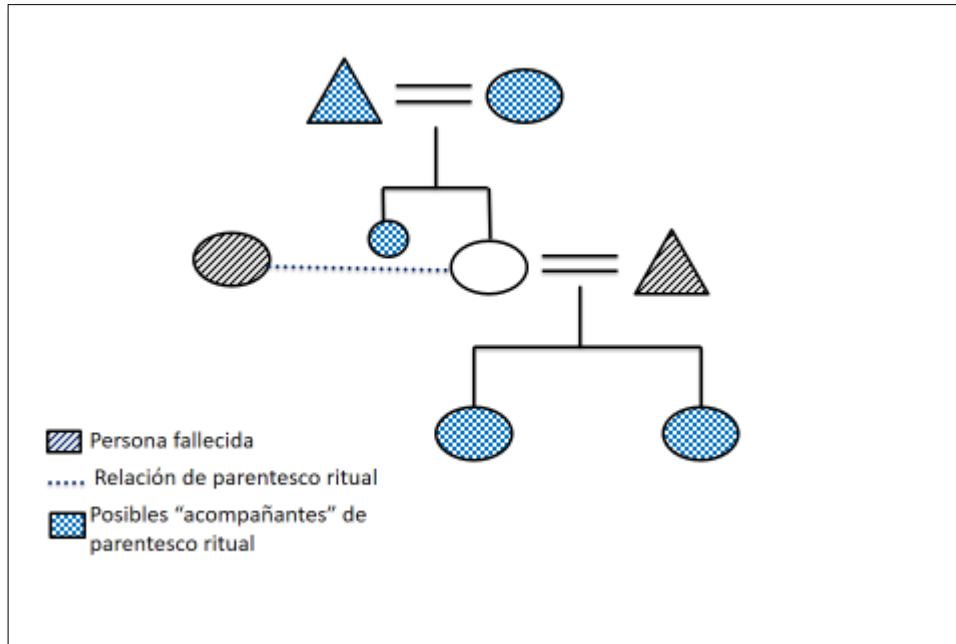 Persona fallecida
Relación de parentesco ritual
Posibles “acompañantes” de
parentesco ritual